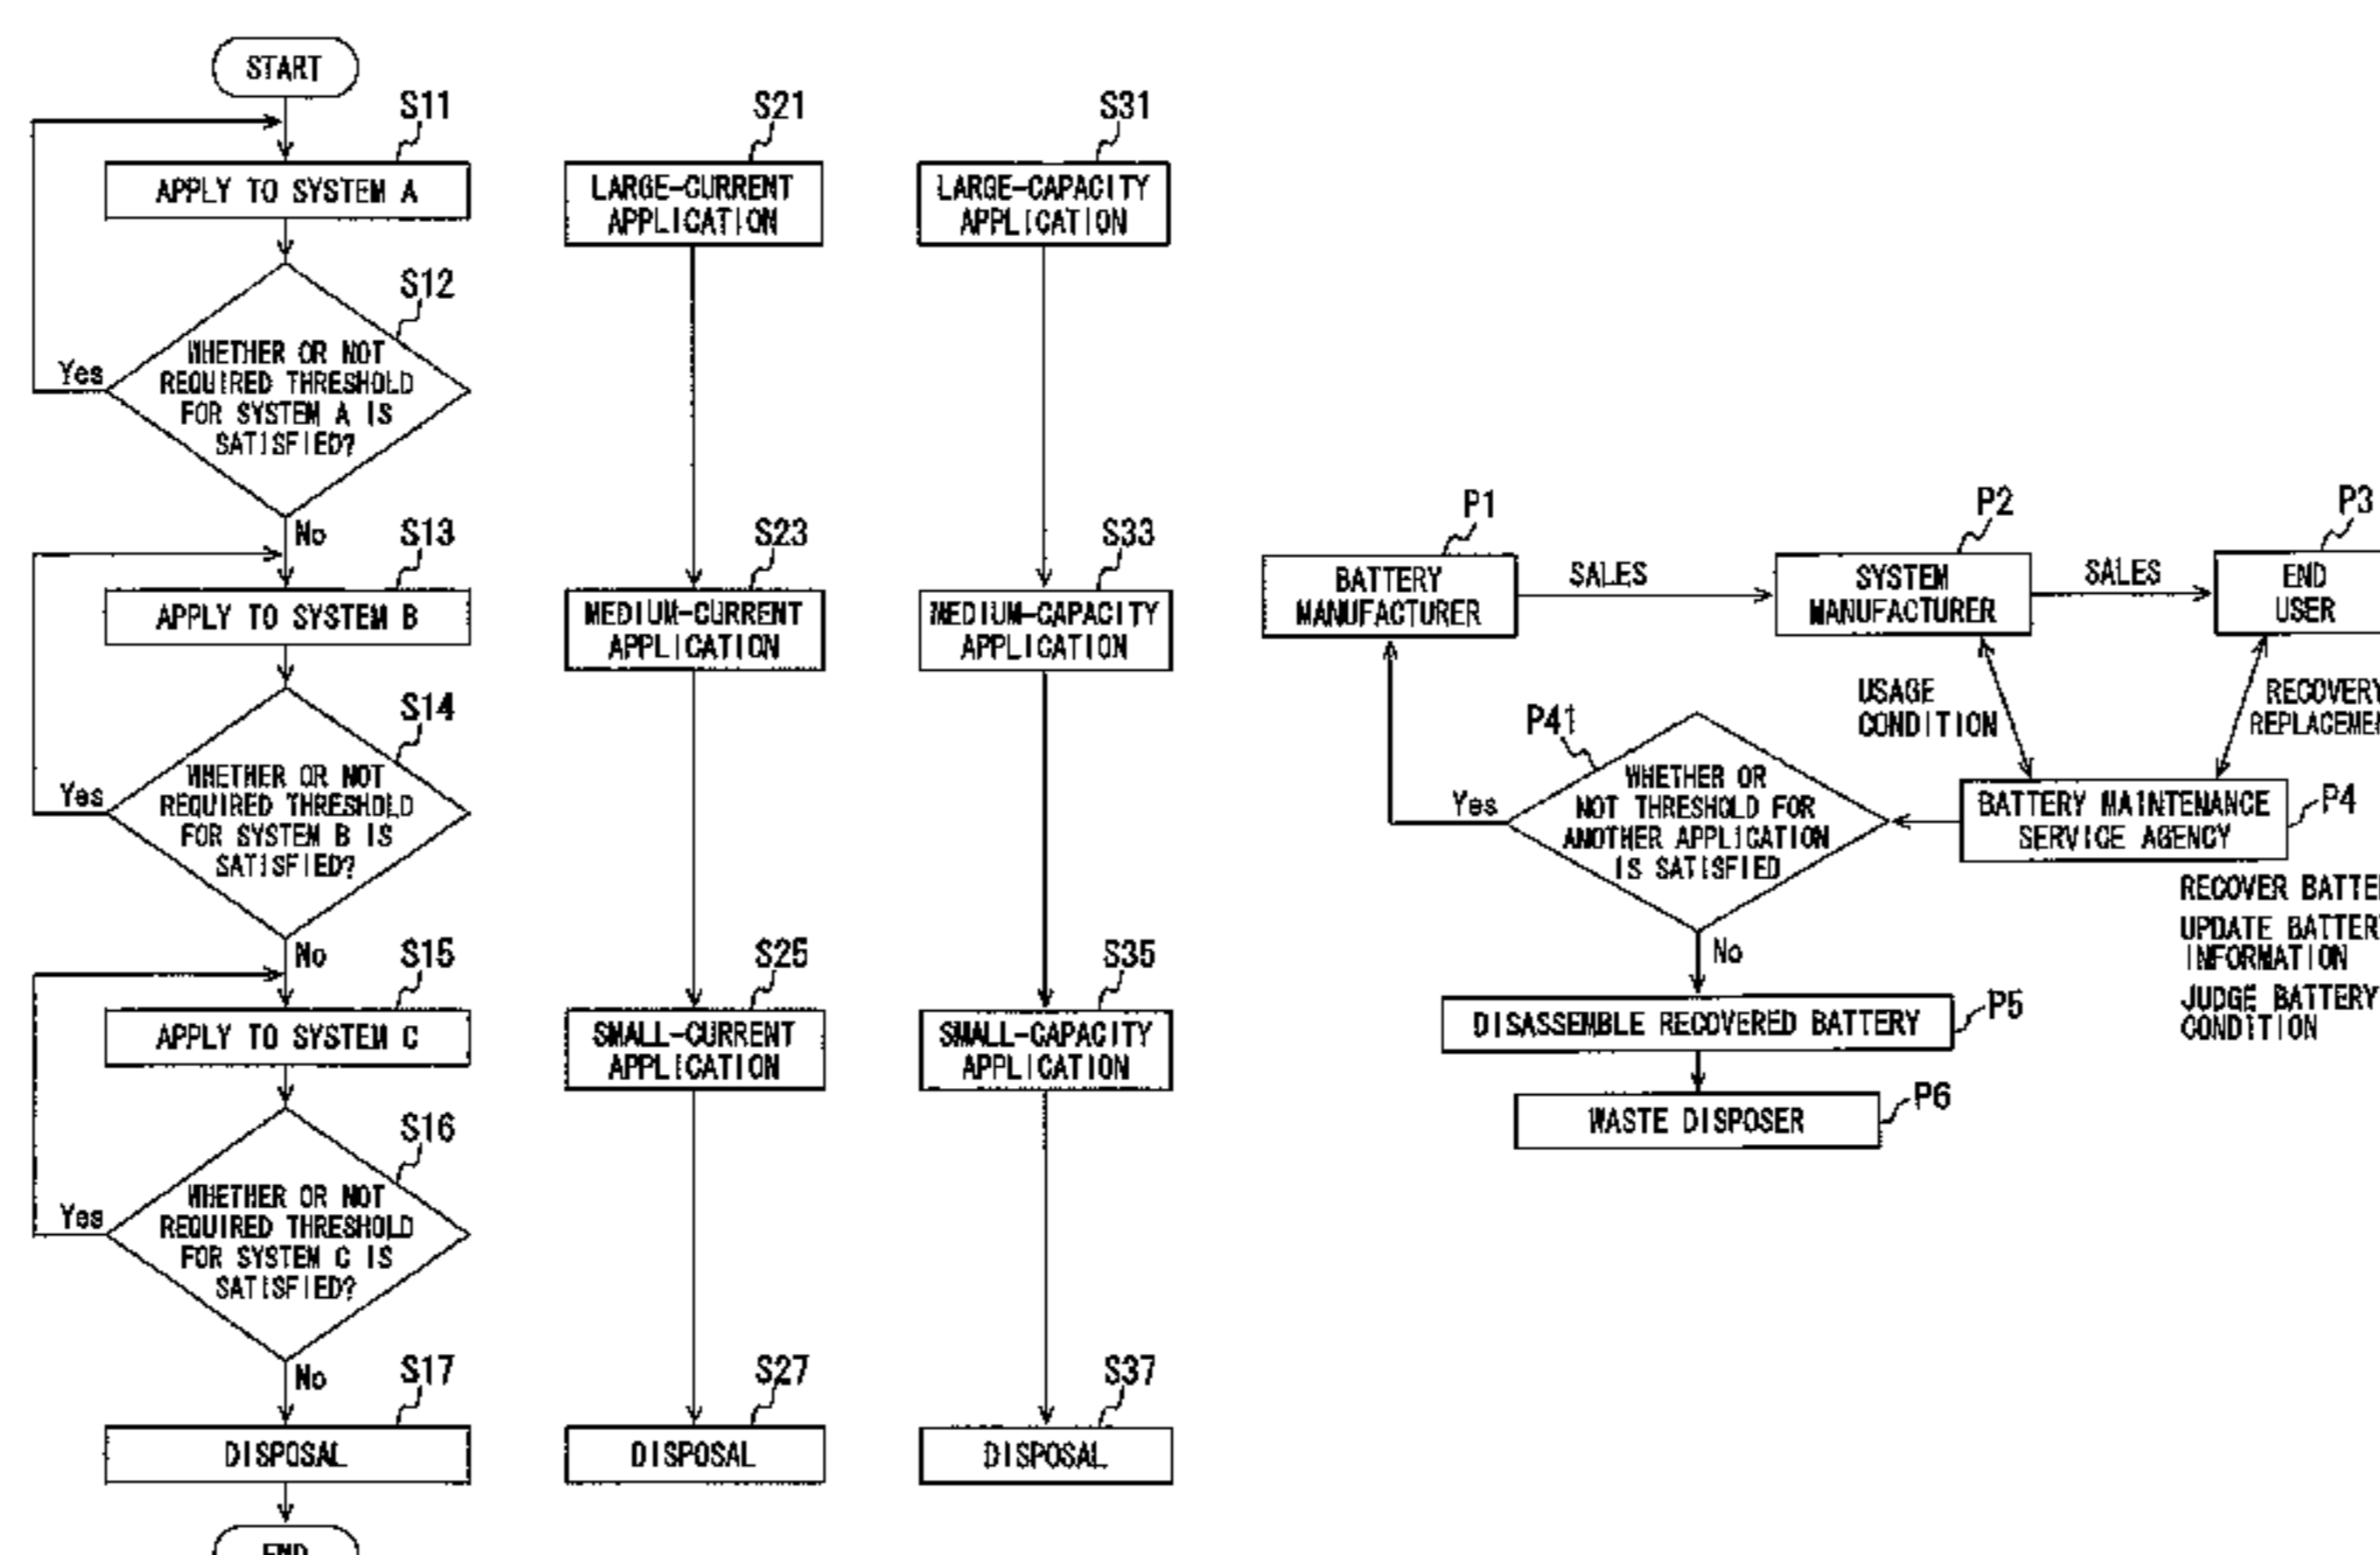 START
S11
APPLY TO SYSTEM A
S12
WHETHER OR NOT
REQUIRED THRESHOLD
FOR SYSTEM A IS
SATISFIED?
Yes
No
S13
APPLY TO SYSTEM B
S14
WHETHER OR NOT
REQUIRED THRESHOLD
FOR SYSTEM B IS
SATISFIED?
Yes
No
S15
APPLY TO SYSTEM C
S16
WHETHER OR NOT
REQUIRED THRESHOLD
FOR SYSTEM C IS
SATISFIED?
Yes
No
S17
DISPOSAL
END
S21
LARGE-CURRENT
APPLICATION
S23
MEDIUM-CURRENT
APPLICATION
S25
SMALL-CURRENT
APPLICATION
S27
DISPOSAL
S31
LARGE-CAPACITY
APPLICATION
S33
MEDIUM-CAPACITY
APPLICATION
S35
SMALL-CAPACITY
APPLICATION
S37
DISPOSAL
P1
BATTERY
MANUFACTURER
SALES
P2
SYSTEM
MANUFACTURER
SALES
P3
END
USER
USAGE
CONDITION
RECOVERY
REPLACEME
P41
WHETHER OR
NOT THRESHOLD FOR
ANOTHER APPLICATION
IS SATISFIED
Yes
No
BATTERY MAINTENANCE
SERVICE AGENCY
P4
RECOVER BATTE
UPDATE BATTER
INFORMATION
JUDGE BATTERY
CONDITION
DISASSEMBLE RECOVERED BATTERY
P5
WASTE DISPOSER
P6